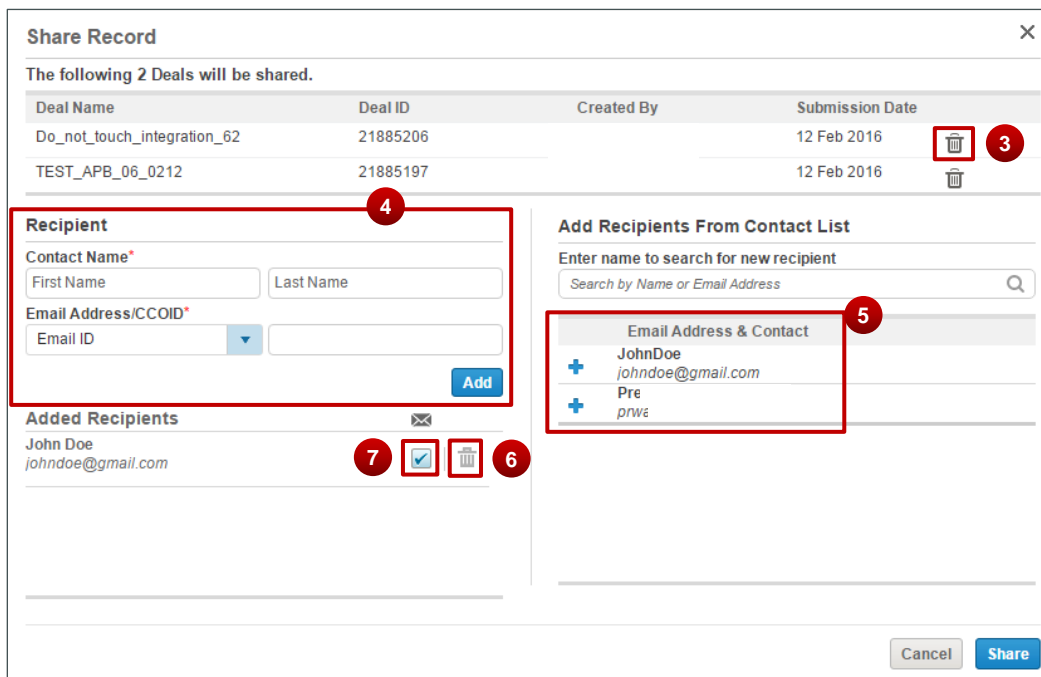 Share Record
The following 2 Deals will be shared.
Deal Name Deal ID Created By Submission Date
Do_not_touch_integration_62 21885206 12 Feb 2016 3
TEST_APB_06_0212 21885197 12 Feb 2016
4
Recipient
Contact Name*
First Name Last Name
Email Address/CCOID*
Email ID
Add
Added Recipients
John Doe
johndoe@gmail.com
7 6
Add Recipients From Contact List
Enter name to search for new recipient
Search by Name or Email Address
5
Email Address & Contact
JohnDoe
johndoe@gmail.com
Pre
prwa
Cancel Share